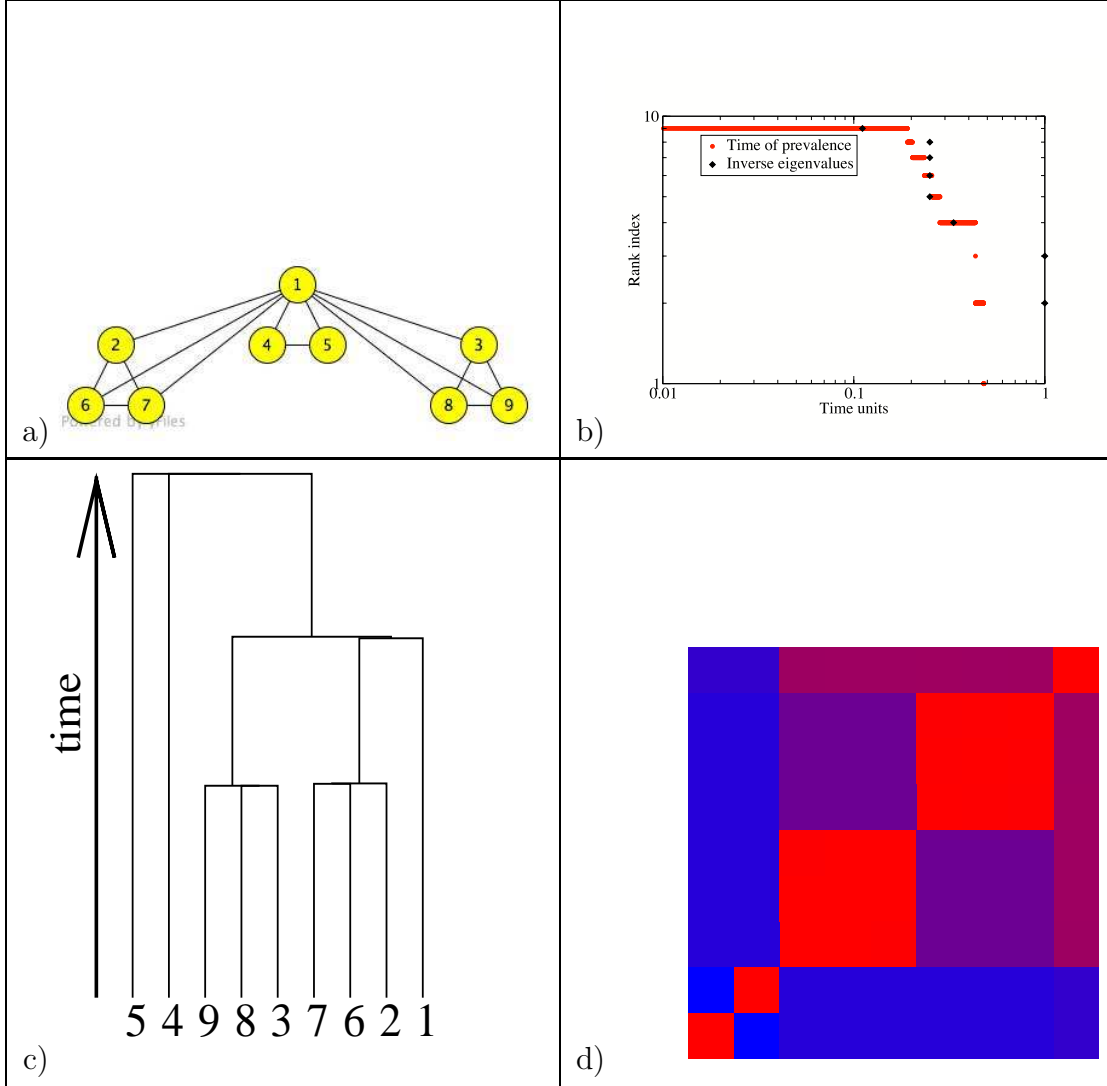 1
2
4
5
3
6
7
8
9
Powered by yFiles
a)
10
Time of prevalence
Inverse eigenvalues
Rank index
1
0.01
0.1
1
Time units
b)
time
5 4 9 8 3 7 6 2 1
c)
d)